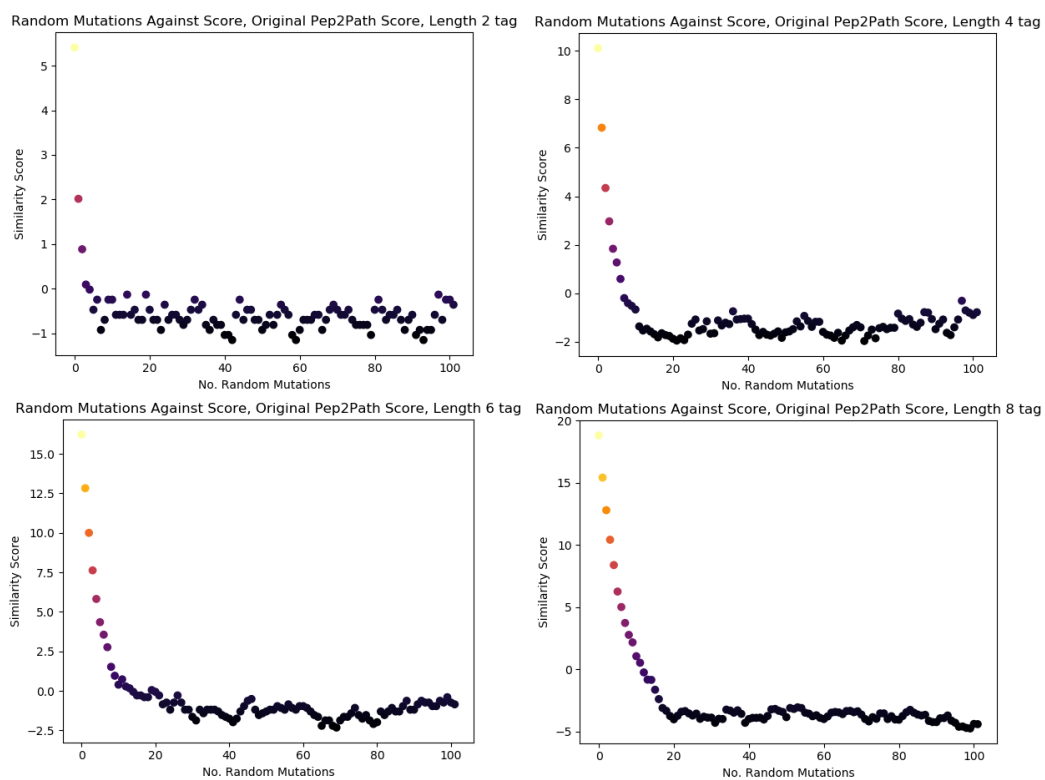 Random Mutations Against Score, Original Pep2Path Score, Length 2 tag
5
4
3
2
1
0
−1
Similarity Score
0 20 40 60 80 100
No. Random Mutations
Random Mutations Against Score, Original Pep2Path Score, Length 4 tag
10
8
6
4
2
0
−2
Similarity Score
0 20 40 60 80 100
No. Random Mutations
Random Mutations Against Score, Original Pep2Path Score, Length 6 tag
15.0
12.5
10.0
7.5
5.0
2.5
0.0
−2.5
Similarity Score
0 20 40 60 80 100
No. Random Mutations
Random Mutations Against Score, Original Pep2Path Score, Length 8 tag
20
15
10
5
0
−5
Similarity Score
0 20 40 60 80 100
No. Random Mutations